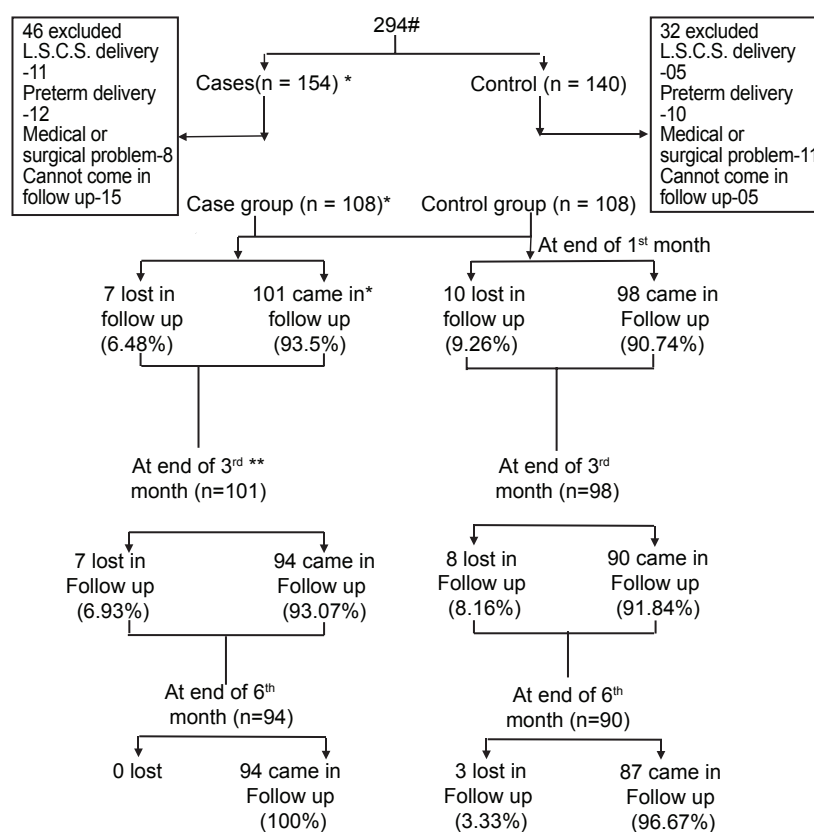 294#
46 excluded
L.S.C.S. delivery
-11
Preterm delivery
-12
Medical or
surgical problem-8
Cannot come in
follow up-15
Cases(n = 154) *
Control (n = 140)
32 excluded
L.S.C.S. delivery
-05
Preterm delivery
-10
Medical or
surgical problem-11
Cannot come in
follow up-05
Case group (n = 108)*
Control group (n = 108)
At end of 1st month
7 lost in
follow up
(6.48%)
101 came in*
follow up
(93.5%)
10 lost in
follow up
(9.26%)
98 came in
Follow up
(90.74%)
At end of 3rd **
month (n=101)
At end of 3rd
month (n=98)
7 lost in
Follow up
(6.93%)
94 came in
Follow up
(93.07%)
8 lost in
Follow up
(8.16%)
90 came in
Follow up
(91.84%)
At end of 6th
month (n=94)
At end of 6th
month (n=90)
0 lost
94 came in
Follow up
(100%)
3 lost in
Follow up
(3.33%)
87 came in
Follow up
(96.67%)